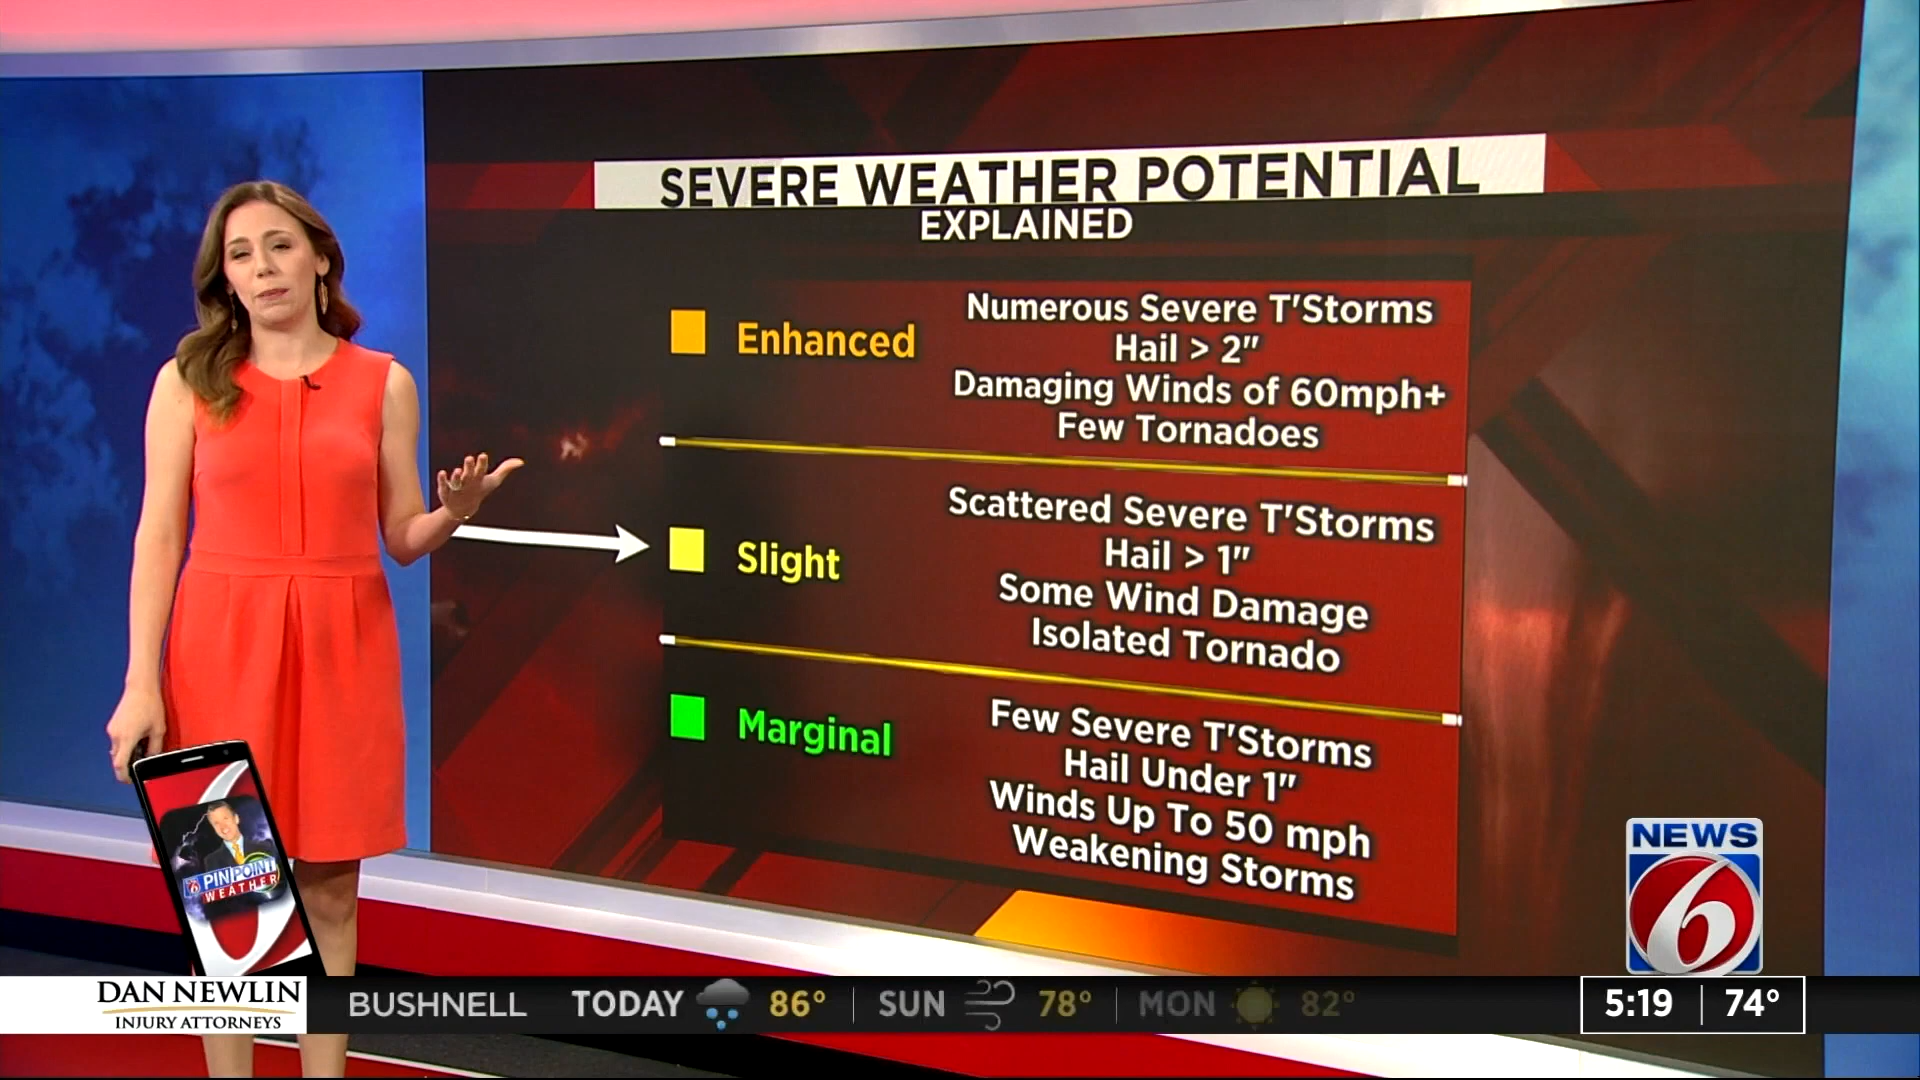 SEVERE WEATHER POTENTIAL
EXPLAINED
Enhanced
Numerous Severe T'Storms
Hail > 2"
Damaging Winds of 60mph+
Few Tornadoes
Slight
Scattered Severe T'Storms
Hail > 1"
Some Wind Damage
Isolated Tornado
Marginal
Few Severe T'Storms
Hail Under 1"
Winds Up To 50 mph
Weakening Storms
6 PINPOINT
WEATHER
NEWS
6
DAN NEWLIN
INJURY ATTORNEYS
BUSHNELL TODAY 86° SUN 78° MON 82°
5:19 74°